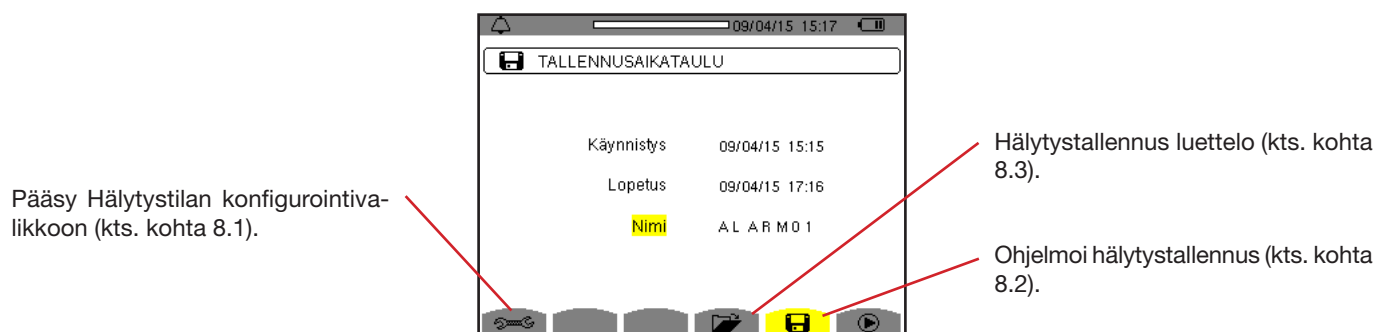 09/04/15 15:17
TALLENNUSAIKATAULU
Käynnistys 09/04/15 15:15
Lopetus 09/04/15 17:16
Nimi ALARM01
Pääsy Hälytystilan konfigurointiva-
likkoon (kts. kohta 8.1).
Hälytystallennus luettelo (kts. kohta
8.3).
Ohjelmoi hälytystallennus (kts. kohta
8.2).